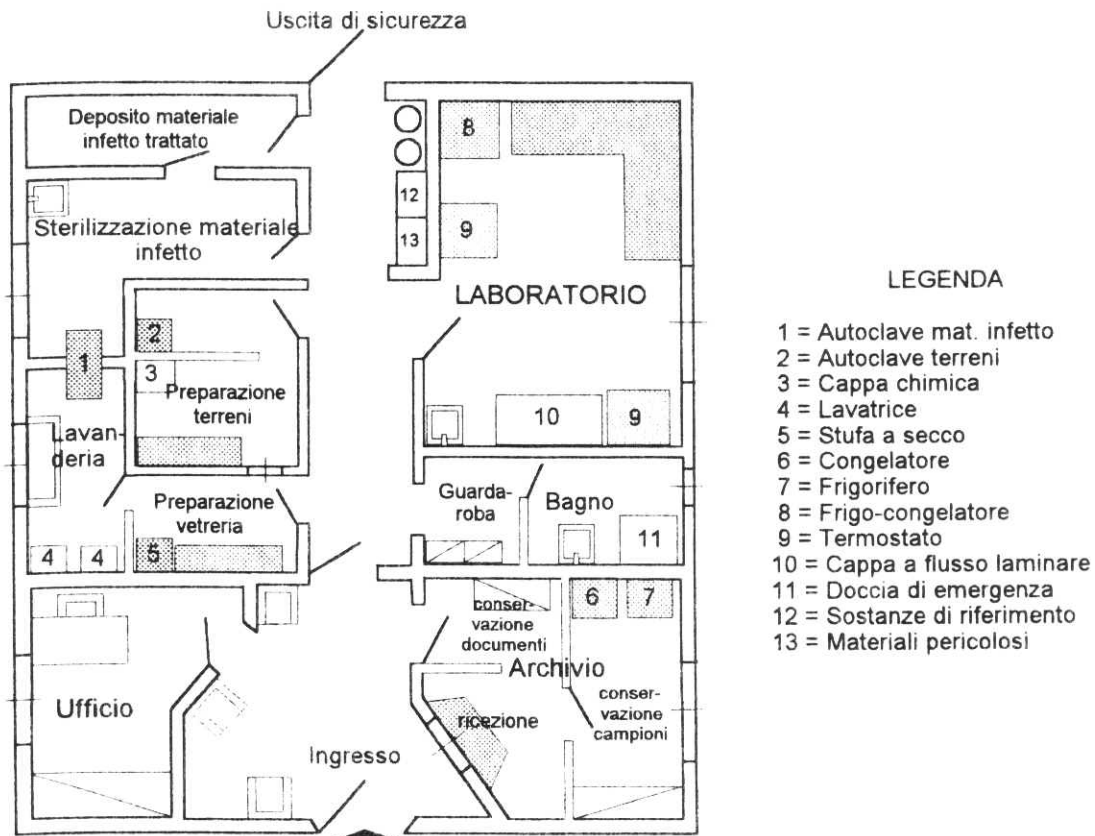 Uscita di sicurezza
Deposito materiale
infetto trattato
8
12
13
9
Sterilizzazione materiale
infetto
LABORATORIO
2
1
3
Preparazione
terreni
10
9
Lavan-
deria
Preparazione
vetreria
Guarda-
roba
Bagno
11
4
4
5
conser-
vazione
documenti
6
7
Archivio
Ufficio
ricezione
conser-
vazione
campioni
Ingresso
LEGENDA
1 = Autoclave mat. infetto
2 = Autoclave terreni
3 = Cappa chimica
4 = Lavatrice
5 = Stufa a secco
6 = Congelatore
7 = Frigorifero
8 = Frigo-congelatore
9 = Termostato
10 = Cappa a flusso laminare
11 = Doccia di emergenza
12 = Sostanze di riferimento
13 = Materiali pericolosi